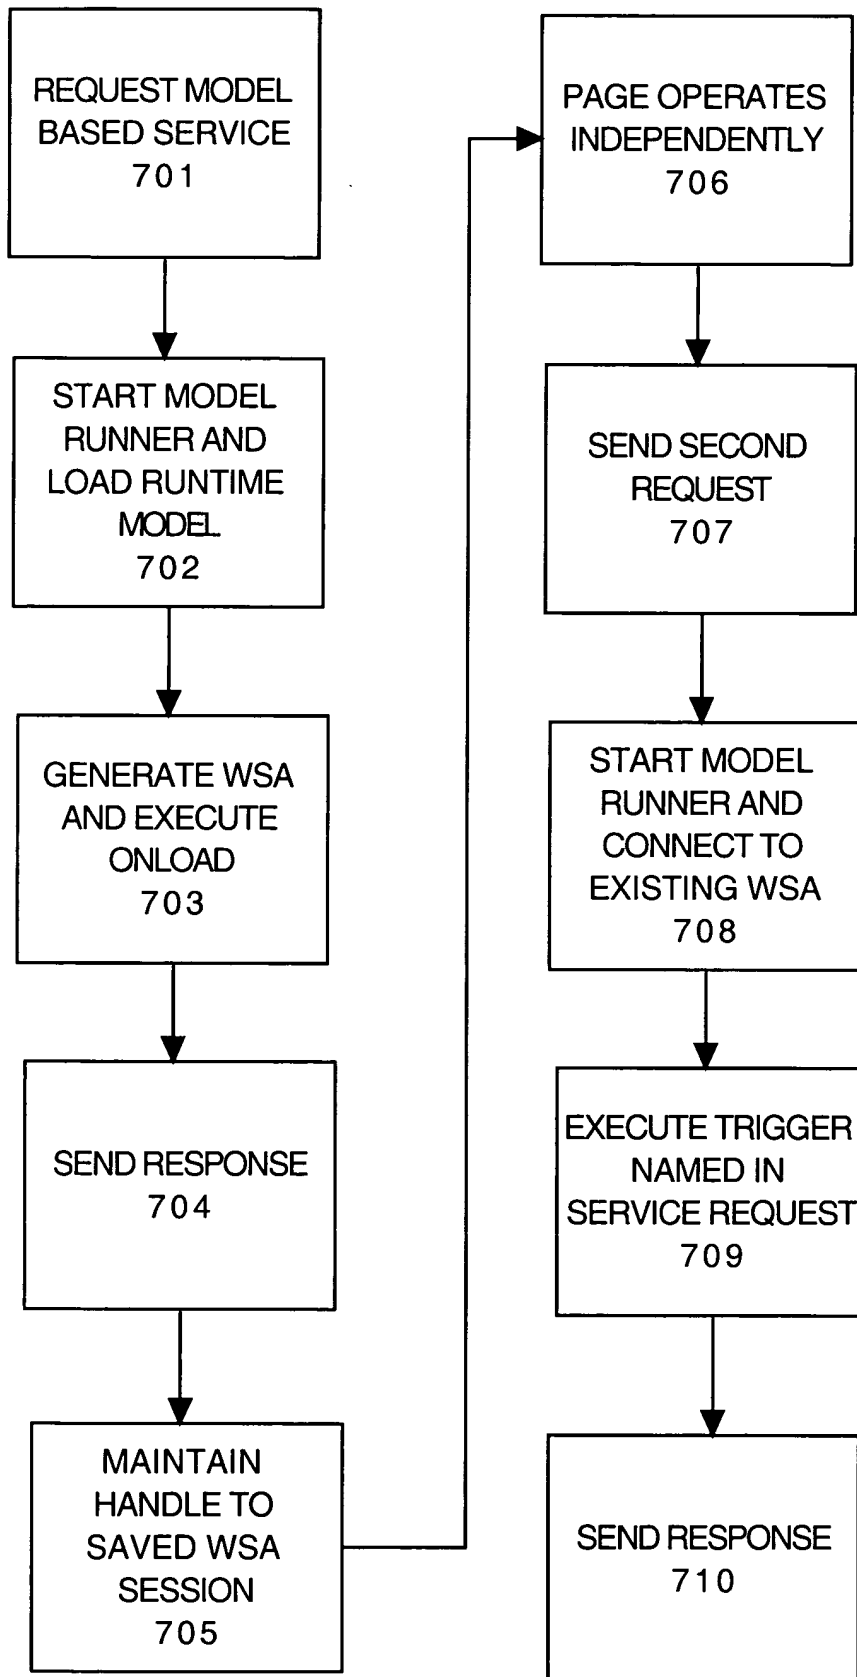 REQUEST MODEL
BASED SERVICE
701
START MODEL
RUNNER AND
LOAD RUNTIME
MODEL
702
GENERATE WSA
AND EXECUTE
ONLOAD
703
SEND RESPONSE
704
MAINTAIN
HANDLE TO
SAVED WSA
SESSION
705
PAGE OPERATES
INDEPENDENTLY
706
SEND SECOND
REQUEST
707
START MODEL
RUNNER AND
CONNECT TO
EXISTING WSA
708
EXECUTE TRIGGER
NAMED IN
SERVICE REQUEST
709
SEND RESPONSE
710